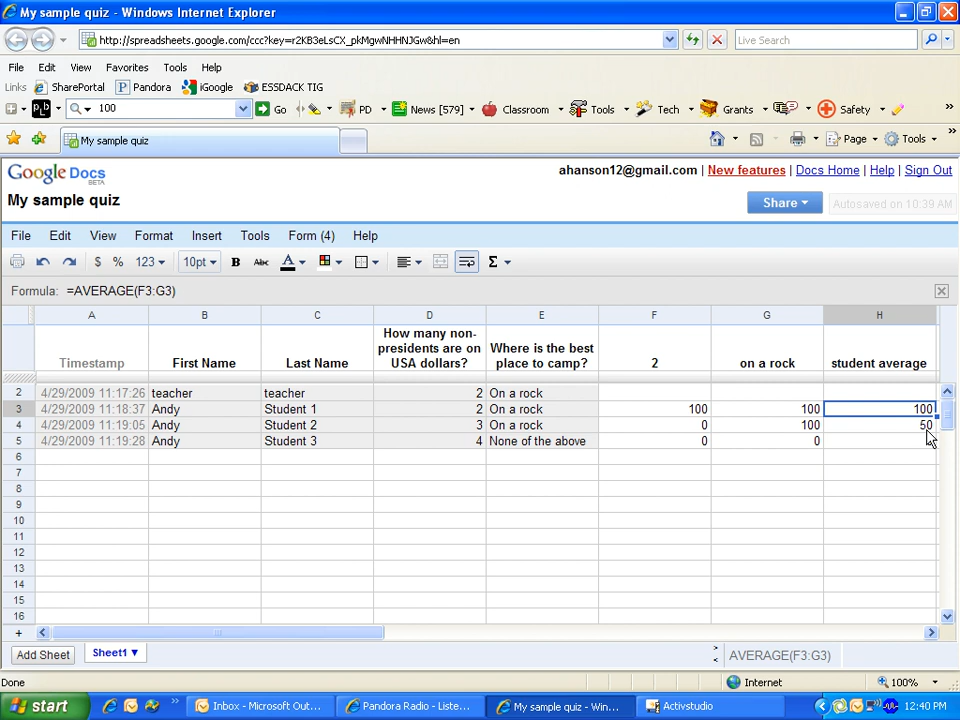 My sample quiz - Windows Internet Explorer
http://spreadsheets.google.com/ccc?key=r2KB3eLsCX_pkMgwNHHNJGw&hl=en
Live Search
File Edit View Favorites Tools Help
Links SharePortal Pandora iGoogle ESSDACK TIG
100 Go PD News [579] Classroom Tools Tech Grants Safety »
My sample quiz Page Tools »
Google Docs BETA
ahanson12@gmail.com | New features | Docs Home | Help | Sign Out
My sample quiz
Share Autosaved on 10:39 AM
File Edit View Format Insert Tools Form (4) Help
$ % 123 10pt B Abc A Σ
Formula: =AVERAGE(F3:G3)
A B C D E F G H
Timestamp First Name Last Name How many non-presidents are on USA dollars? Where is the best place to camp? 2 on a rock student average
2 4/29/2009 11:17:26 teacher teacher 2 On a rock
3 4/29/2009 11:18:37 Andy Student 1 2 On a rock 100 100 100
4 4/29/2009 11:19:05 Andy Student 2 3 On a rock 0 100 50
5 4/29/2009 11:19:28 Andy Student 3 4 None of the above 0 0
6
7
8
9
10
11
12
13
14
15
16
+
Add Sheet Sheet1 AVERAGE(F3:G3)
Done Internet 100%
start Inbox - Microsoft Out... Pandora Radio - Liste... My sample quiz - Win... Activstudio 12:40 PM